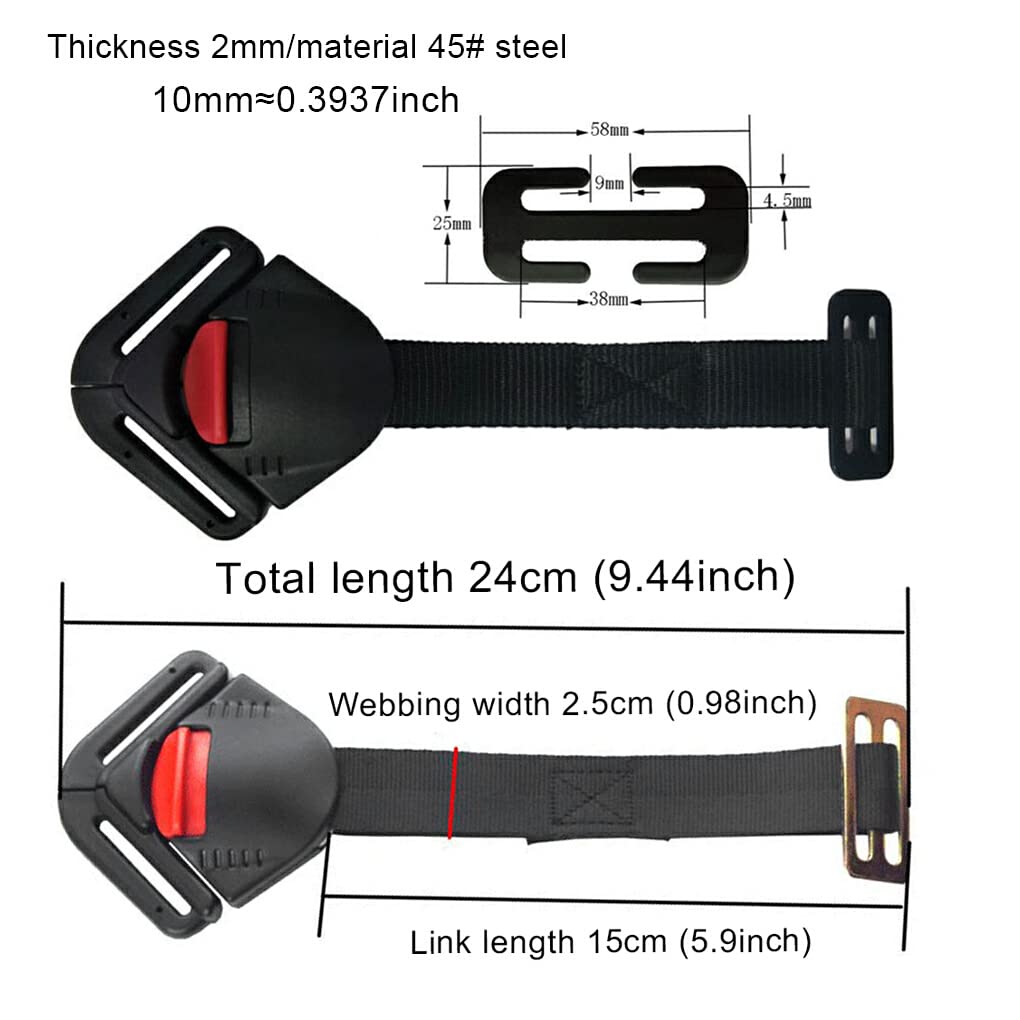 Thickness 2mm/material 45# steel
10mm≈0.3937inch
58mm
9mm
4.5mm
25mm
38mm
Total length 24cm (9.44inch)
Webbing width 2.5cm (0.98inch)
Link length 15cm (5.9inch)